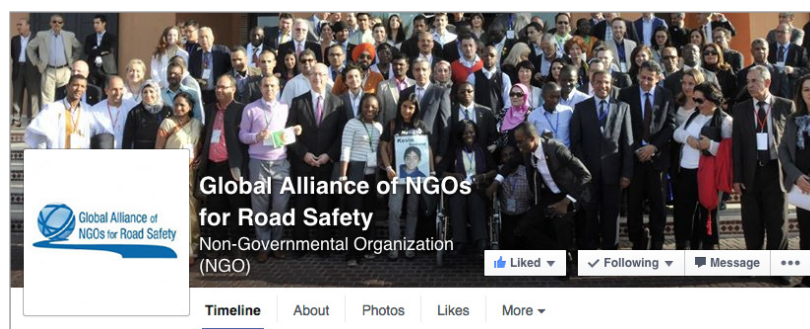 Kevin
Global Alliance of NGOs
for Road Safety
Non-Governmental Organization
(NGO)
Global Alliance of
NGOs for Road Safety
Liked
Following
Message
Timeline
About
Photos
Likes
More